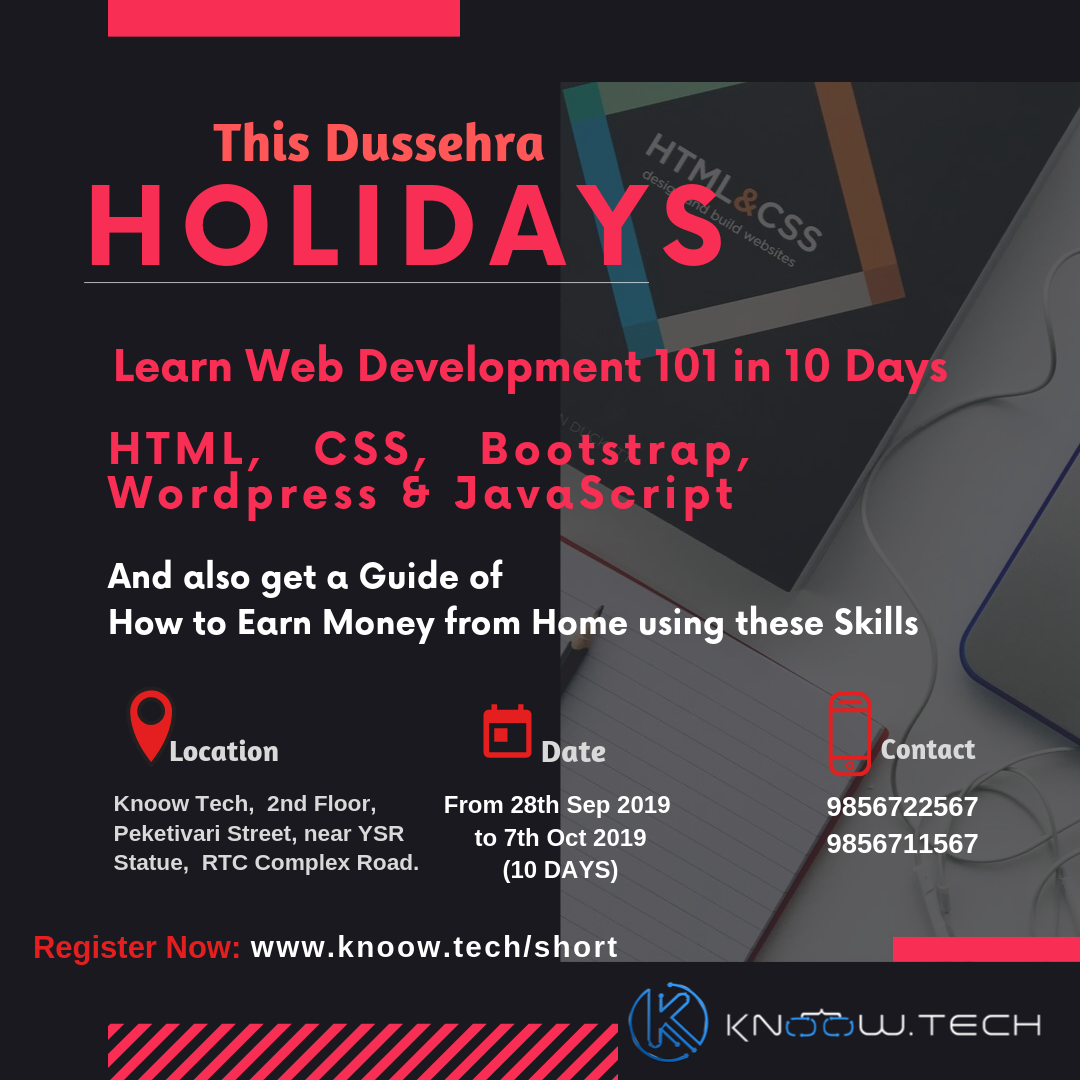 This Dussehra
HOLIDAYS
HTML&CSS
design and build websites
Learn Web Development 101 in 10 Days
HTML, CSS, Bootstrap,
Wordpress & JavaScript
And also get a Guide of
How to Earn Money from Home using these Skills
Location
Knoow Tech, 2nd Floor,
Peketivari Street, near YSR
Statue, RTC Complex Road.
Date
From 28th Sep 2019
to 7th Oct 2019
(10 DAYS)
Contact
9856722567
9856711567
Register Now: www.knoow.tech/short
KNOOW.TECH